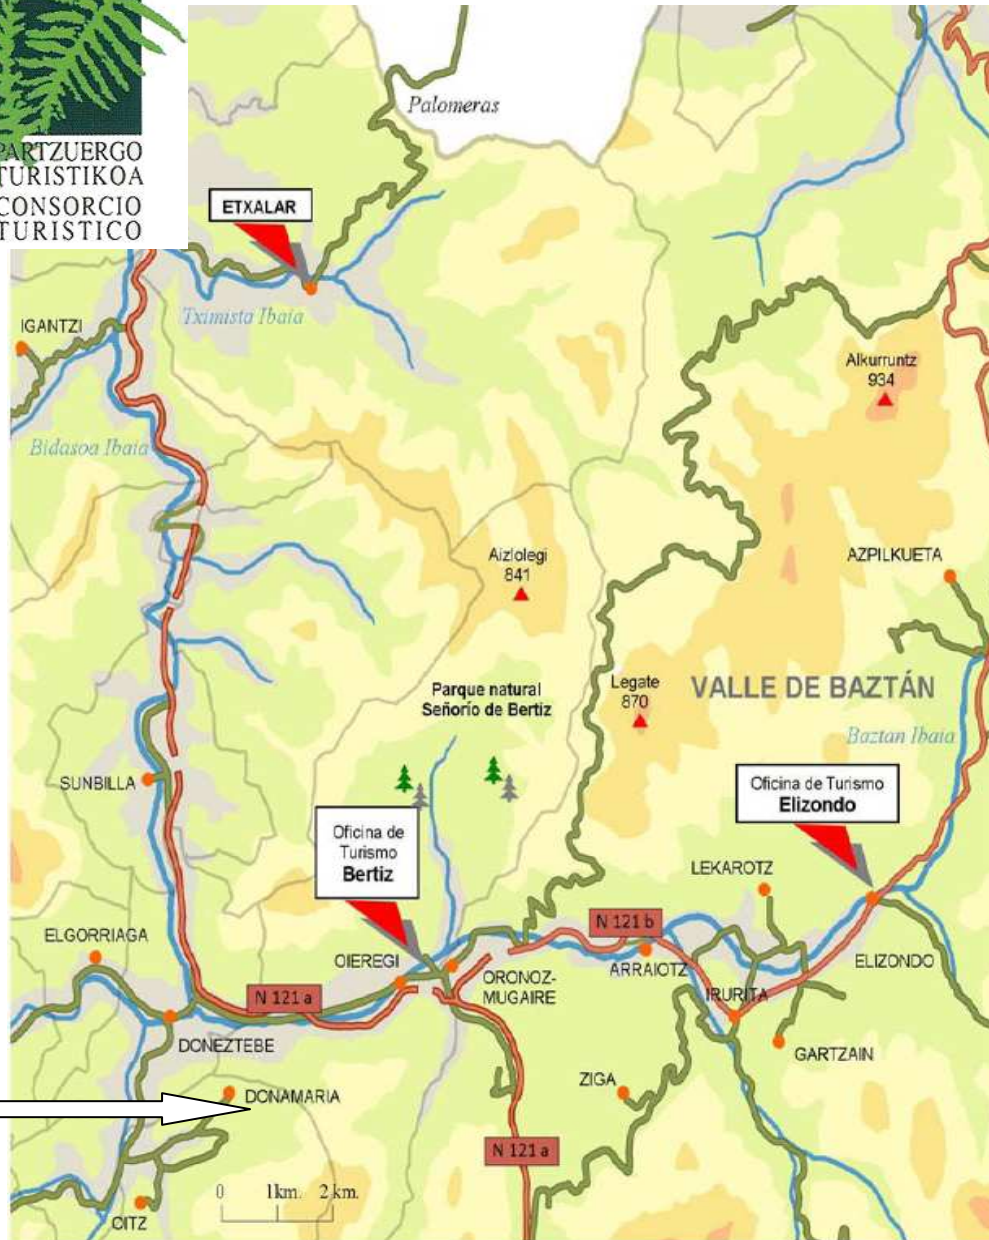 PARTZUERGO
TURISTIKOA
CONSORCIO
TURISTICO
Palomeras
ETXALAR
Tximista Ibaia
IGANTZI
Alkurruntz
934
Bidasoa Ibaia
Aizlolegi
841
AZPILKUETA
Parque natural
Señorío de Bertiz
Legate
870
VALLE DE BAZTÁN
Baztan Ibaia
SUNBILLA
Oficina de Turismo
Elizondo
Oficina de
Turismo
Bertiz
LEKAROTZ
N 121 b
ELGORRIAGA
OIEREGI
ORONOZ-
MUGAIRE
ARRAIOTZ
ELIZONDO
N 121 a
IRURITA
DONEZTEBE
GARTZAIN
ZIGA
DONAMARIA
N 121 a
0 1km. 2 km.
OITZ